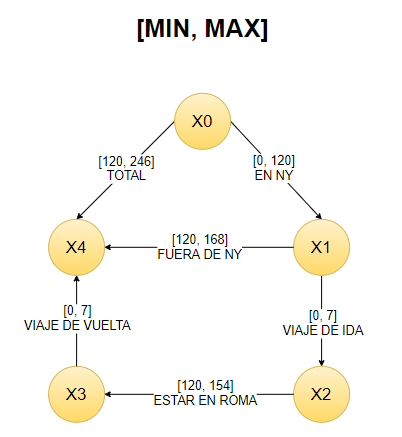 [MIN, MAX]
X0
[120, 246]
TOTAL
[0, 120]
EN NY
X4
[120, 168]
FUERA DE NY
X1
[0, 7]
VIAJE DE VUELTA
[0, 7]
VIAJE DE IDA
X3
[120, 154]
ESTAR EN ROMA
X2